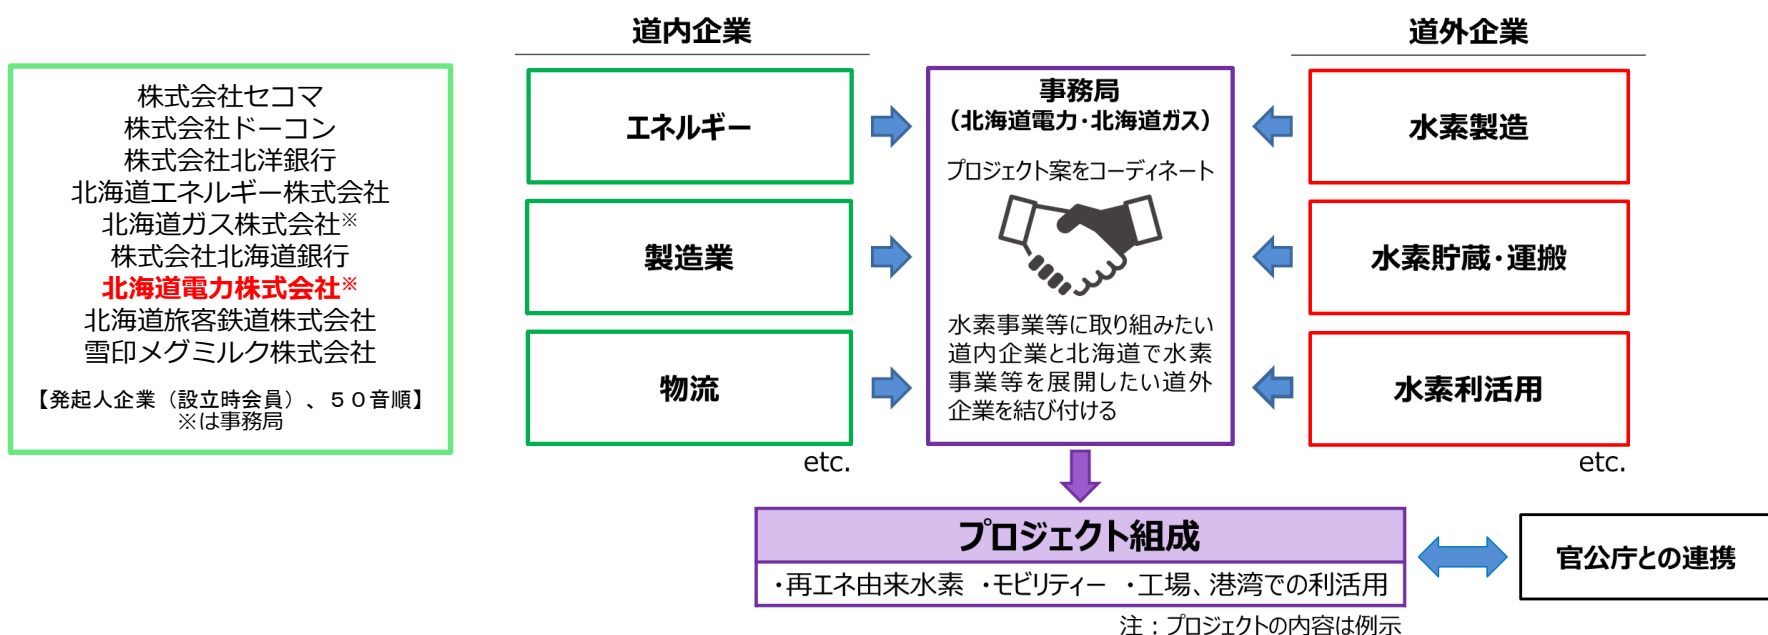 株式会社セコマ
株式会社ドーコン
株式会社北洋銀行
北海道エネルギー株式会社
北海道ガス株式会社※
株式会社北海道銀行
北海道電力株式会社※
北海道旅客鉄道株式会社
雪印メグミルク株式会社
【発起人企業（設立時会員）、５０音順】
※は事務局
道内企業
エネルギー
製造業
物流
etc.
事務局
（北海道電力・北海道ガス）
プロジェクト案をコーディネート
水素事業等に取り組みたい
道内企業と北海道で水素
事業等を展開したい道外
企業を結び付ける
道外企業
水素製造
水素貯蔵・運搬
水素利活用
etc.
プロジェクト組成
・再エネ由来水素 ・モビリティー ・工場、港湾での利活用
注：プロジェクトの内容は例示
官公庁との連携